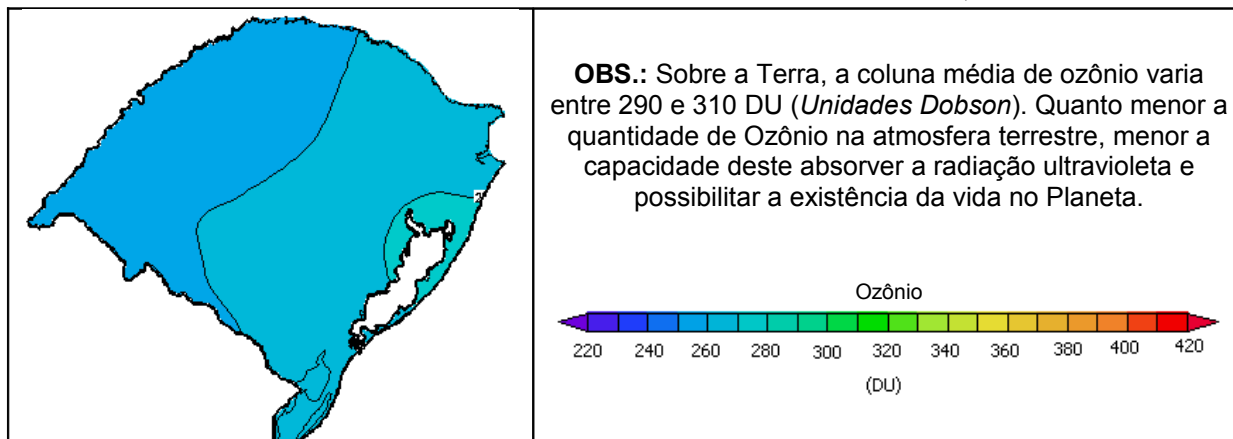 OBS.: Sobre a Terra, a coluna média de ozônio varia
entre 290 e 310 DU (Unidades Dobson). Quanto menor a
quantidade de Ozônio na atmosfera terrestre, menor a
capacidade deste absorver a radiação ultravioleta e
possibilitar a existência da vida no Planeta.
2
Ozônio
220 240 260 280 300 320 340 360 380 400 420
(DU)